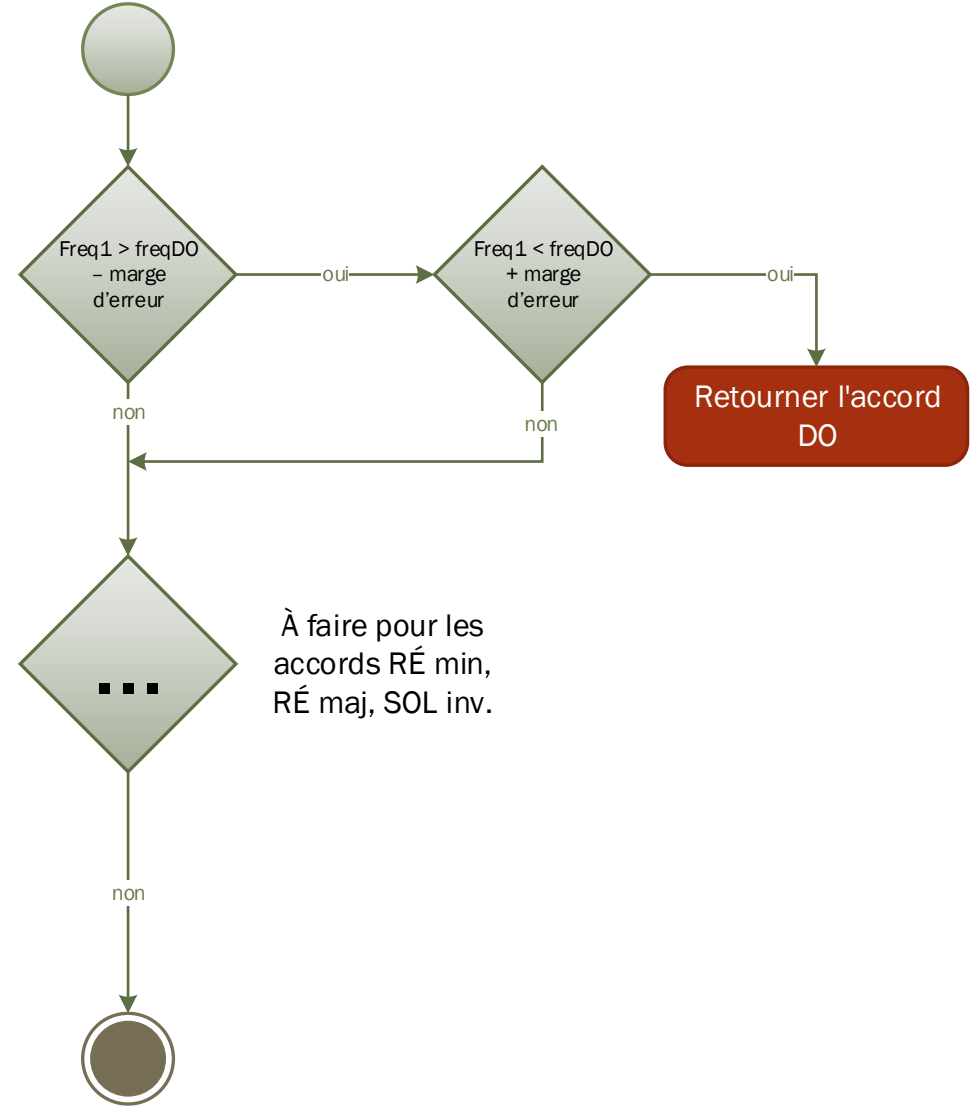 Freq1 > freqDO
– marge
d’erreur
oui
Freq1 < freqDO
+ marge
d’erreur
oui
Retourner l'accord
DO
non
non
...
À faire pour les
accords RÉ min,
RÉ maj, SOL inv.
non